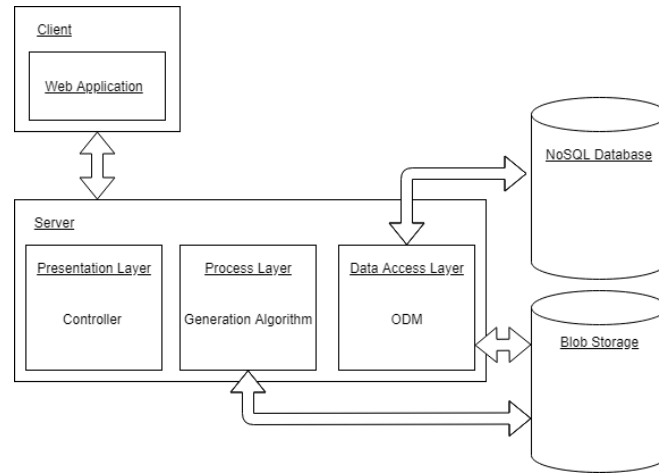 Client
Web Application
NoSQL Database
Server
Presentation Layer
Controller
Process Layer
Generation Algorithm
Data Access Layer
ODM
Blob Storage